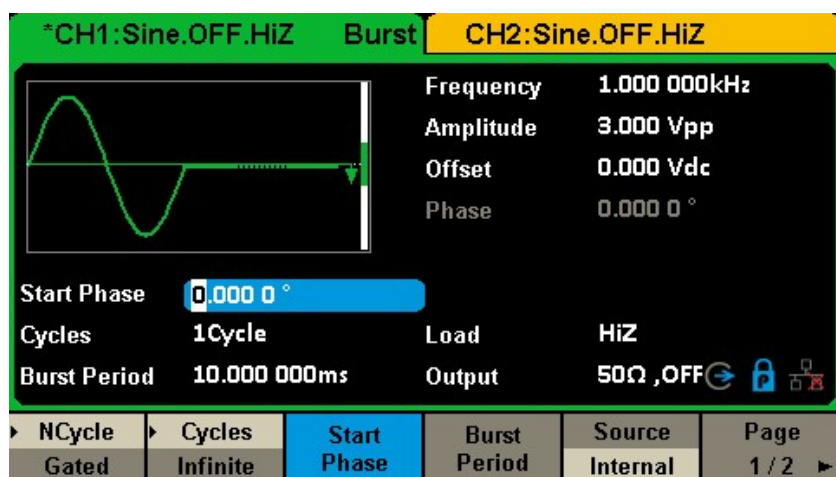 *CH1:Sine.OFF.HiZ Burst CH2:Sine.OFF.HiZ
Frequency 1.000 000kHz
Amplitude 3.000 Vpp
Offset 0.000 Vdc
Phase 0.000 0 °
Start Phase 0.000 0 °
Cycles 1Cycle Load HiZ
Burst Period 10.000 000ms Output 50Ω ,OFF P
NCycle Cycles Start Burst Source Page
Gated Infinite Phase Period Internal 1/2